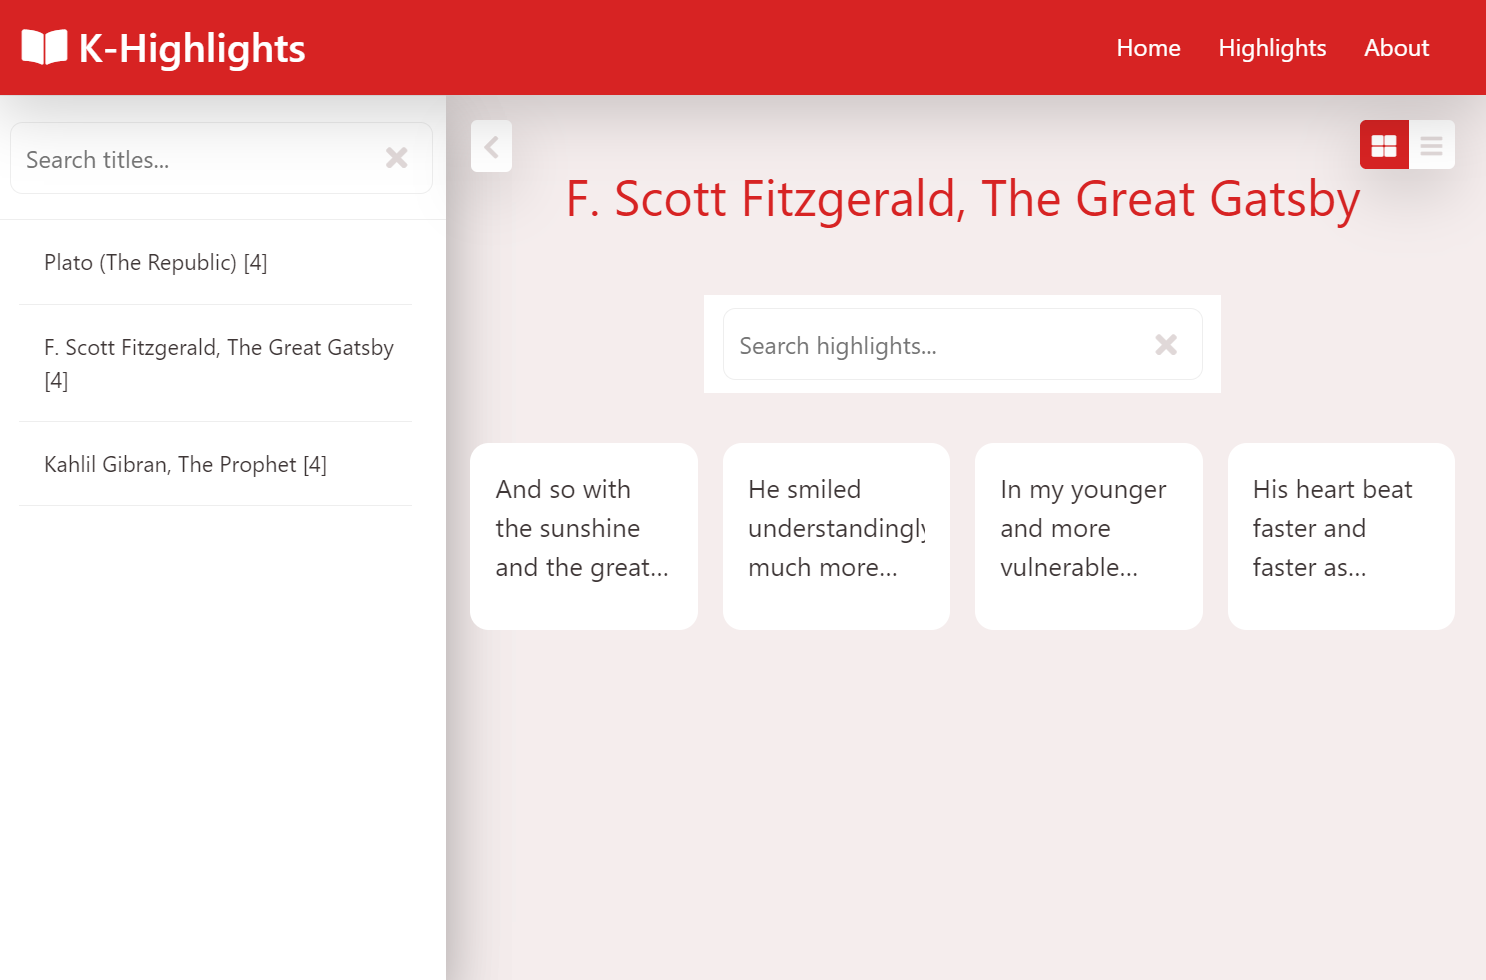 K-Highlights
Home
Highlights
About
Search titles...
Plato (The Republic) [4]
F. Scott Fitzgerald, The Great Gatsby
[4]
Kahlil Gibran, The Prophet [4]
F. Scott Fitzgerald, The Great Gatsby
Search highlights...
And so with
the sunshine
and the great...
He smiled
understandingly
much more...
In my younger
and more
vulnerable...
His heart beat
faster and
faster as...